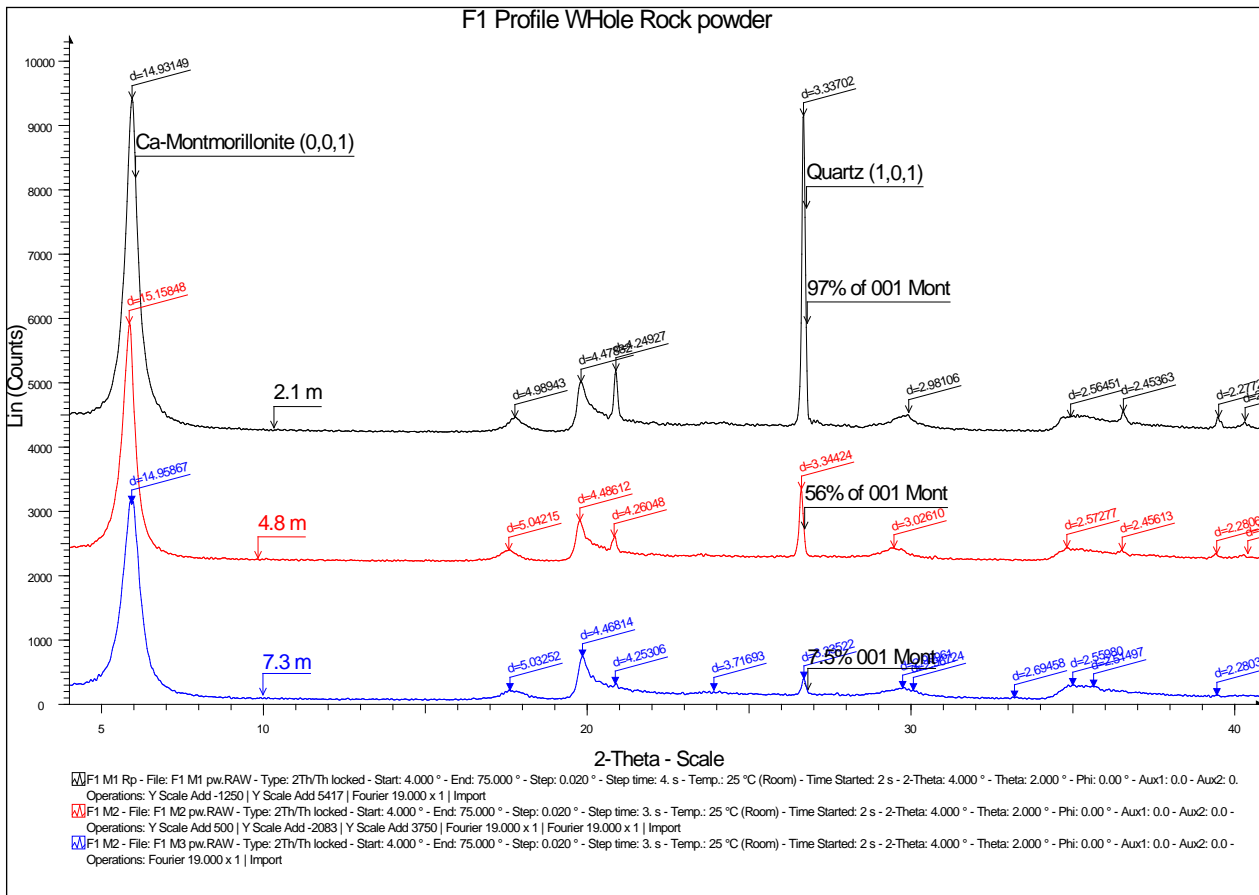 F1 Profile WHole Rock powder
Lin (Counts)
10000
9000
8000
7000
6000
5000
4000
3000
2000
1000
0
d=14.93149
Ca-Montmorillonite (0,0,1)
2.1 m
d=4.98943
d=4.24927
d=3.33702
Quartz (1,0,1)
97% of 001 Mont
d=2.98106
d=2.56451
d=2.45363
d=15.15848
4.8 m
d=5.04215
d=4.48612
d=4.26048
d=3.34424
56% of 001 Mont
d=3.02610
d=2.57277
d=2.45613
d=14.95867
7.3 m
d=5.03252
d=4.46814
d=4.25306
d=3.71693
7.5% 001 Mont
d=2.69458
d=2.55980
d=2.51497
5
10
20
30
40
2-Theta - Scale
F1 M1 Rp - File: F1 M1 pw.RAW - Type: 2Th/Th locked - Start: 4.000 ° - End: 75.000 ° - Step: 0.020 ° - Step time: 4. s - Temp.: 25 °C (Room) - Time Started: 2 s - 2-Theta: 4.000 ° - Theta: 2.000 ° - Phi: 0.00 ° - Aux1: 0.0 - Aux2: 0.
Operations: Y Scale Add -1250 | Y Scale Add 5417 | Fourier 19.000 x 1 | Import
F1 M2 - File: F1 M2 pw.RAW - Type: 2Th/Th locked - Start: 4.000 ° - End: 75.000 ° - Step: 0.020 ° - Step time: 3. s - Temp.: 25 °C (Room) - Time Started: 2 s - 2-Theta: 4.000 ° - Theta: 2.000 ° - Phi: 0.00 ° - Aux1: 0.0 - Aux2: 0.0 -
Operations: Y Scale Add 500 | Y Scale Add -2083 | Y Scale Add 3750 | Fourier 19.000 x 1 | Fourier 19.000 x 1 | Import
F1 M2 - File: F1 M3 pw.RAW - Type: 2Th/Th locked - Start: 4.000 ° - End: 75.000 ° - Step: 0.020 ° - Step time: 3. s - Temp.: 25 °C (Room) - Time Started: 2 s - 2-Theta: 4.000 ° - Theta: 2.000 ° - Phi: 0.00 ° - Aux1: 0.0 - Aux2: 0.0 -
Operations: Fourier 19.000 x 1 | Import